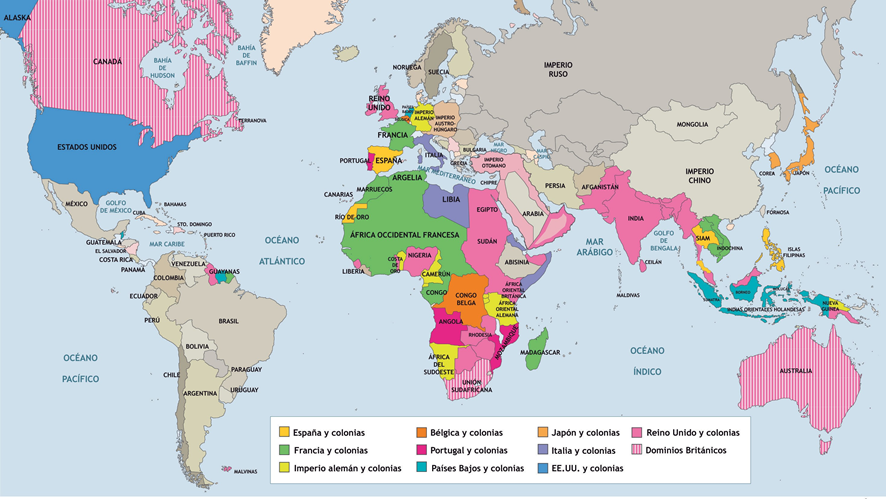 ALASKA
CANADÁ
BAHÍA
DE
HUDSON
BAHÍA
DE
BAFFIN
TERRANOVA
ESTADOS UNIDOS
MÉXICO
GOLFO
DE MÉXICO
BAHAMAS
CUBA
STO. DOMINGO
PUERTO RICO
MAR CARIBE
GUATEMALA
EL SALVADOR
COSTA RICA
PANAMÁ
VENEZUELA
GUAYANAS
COLOMBIA
ECUADOR
PERÚ
BRASIL
BOLIVIA
PARAGUAY
CHILE
URUGUAY
ARGENTINA
MALVINAS
OCÉANO
PACÍFICO
OCÉANO
ATLÁNTICO
NORUEGA
SUECIA
REINO
UNIDO
IMPERIO
ALEMÁN
IMPERIO
AUSTRO-
HÚNGARO
FRANCIA
PORTUGAL
ESPAÑA
ITALIA
BULGARIA
GRECIA
MAR
NEGRO
MAR
CASPIO
IMPERIO
OTOMANO
MAR MEDITERRÁNEO
CHIPRE
IMPERIO
RUSO
MONGOLIA
IMPERIO
CHINO
COREA
JAPÓN
OCÉANO
PACÍFICO
PERSIA
AFGANISTÁN
ARABIA
INDIA
GOLFO
DE
BENGALA
CEILÁN
MALDIVAS
MAR
ARÁBIGO
SIAM
INDOCHINA
FORMOSA
ISLAS
FILIPINAS
SUMATRA
BORNEO
INDIAS ORIENTALES HOLANDESAS
NUEVA
GUINEA
AUSTRALIA
OCÉANO
ÍNDICO
CANARIAS
MARRUECOS
ARGELIA
LIBIA
EGIPTO
RÍO DE ORO
ÁFRICA OCCIDENTAL FRANCESA
SUDÁN
LIBERIA
COSTA
ORO
NIGERIA
CAMERÚN
ABISINIA
CONGO
CONGO
BELGA
ÁFRICA
ORIENTAL
BRITÁNICA
ÁFRICA
ORIENTAL
ALEMANA
ANGOLA
RHODESIA
MOZAMBIQUE
MADAGASCAR
ÁFRICA
DEL
SUDOESTE
UNIÓN
SUDAFRICANA
España y colonias
Bélgica y colonias
Japón y colonias
Reino Unido y colonias
Francia y colonias
Portugal y colonias
Italia y colonias
Dominios Británicos
Imperio alemán y colonias
Países Bajos y colonias
EE.UU. y colonias